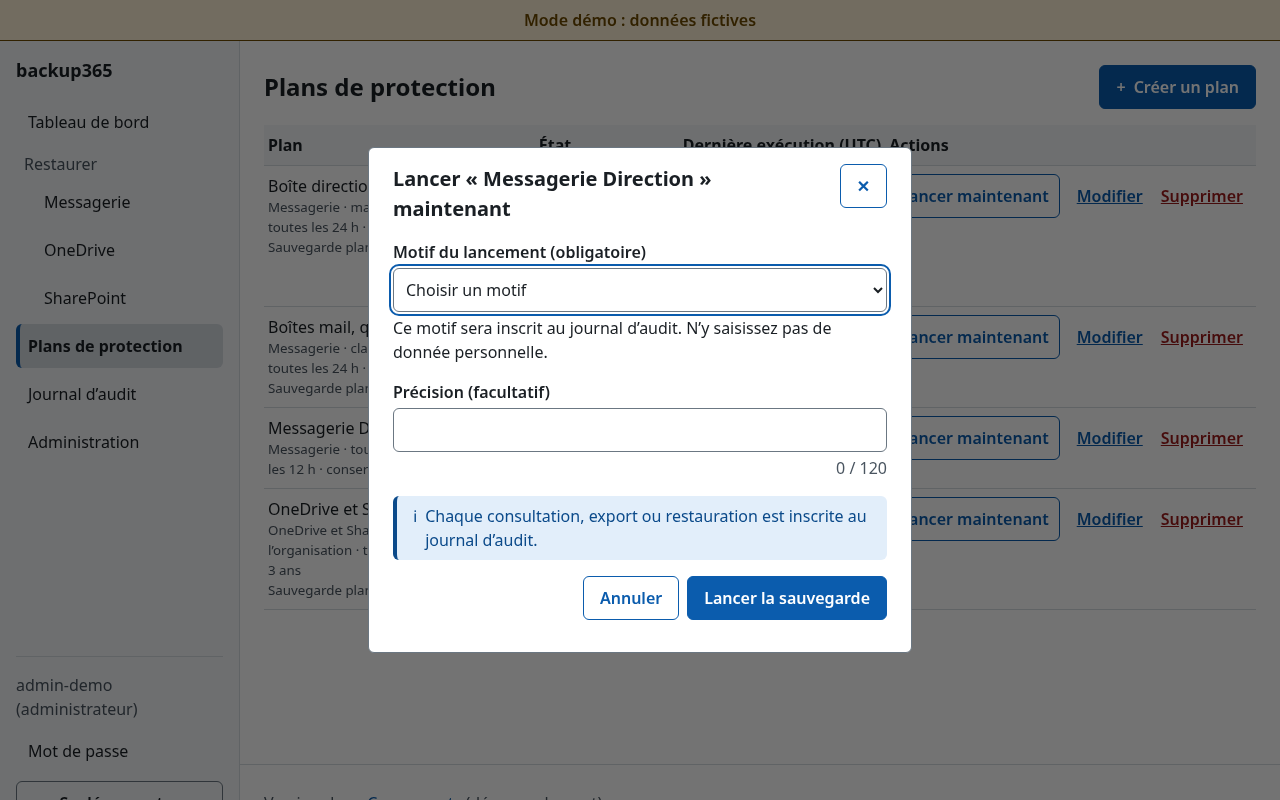 Mode démo : données fictives
backup365
Tableau de bord
Restaurer
Messagerie
OneDrive
SharePoint
Plans de protection
Journal d’audit
Administration
admin-demo
(administrateur)
Mot de passe
Plans de protection
+ Créer un plan
Plan État Dernière exécution (UTC) Actions
Boîte directio
Messagerie · ma
toutes les 24 h ·
Sauvegarde plan
ancer maintenant Modifier Supprimer
Boîtes mail, q
Messagerie · cla
toutes les 24 h ·
Sauvegarde plan
ancer maintenant Modifier Supprimer
Messagerie D
Messagerie · tou
les 12 h · conser
ancer maintenant Modifier Supprimer
OneDrive et S
OneDrive et Sha
l’organisation · t
3 ans
Sauvegarde plan
ancer maintenant Modifier Supprimer
Lancer « Messagerie Direction »
maintenant
×
Motif du lancement (obligatoire)
Choisir un motif
Ce motif sera inscrit au journal d’audit. N’y saisissez pas de
donnée personnelle.
Précision (facultatif)
0 / 120
i Chaque consultation, export ou restauration est inscrite au
journal d’audit.
Annuler
Lancer la sauvegarde